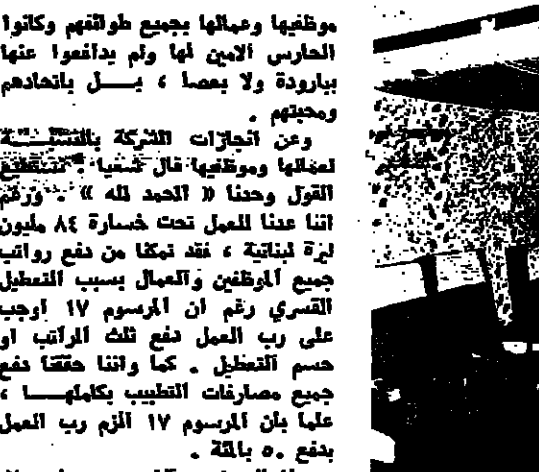 موظفيها وعمالها بجميع طوائفهم وكانوا
الحارس الامين لها ولم يدافعوا عنها
ببارودة ولا بعصا ، بـــل باتحادهم
ومحبتهم .
وعن انجازات الشركة بالنسبـــة
لعمالها وموظفيها قال شفيا : نستطيع
القول وحدنا « الحمد لله » . ورغم
اننا عدنا للعمل تحت خسارة ٨٤ مليون
ليرة لبنانية ، فقد تمكنا من دفع رواتب
جميع الموظفين والعمال بسبب التعطيل
القسري رغم ان المرسوم ١٧ اوجب
على رب العمل دفع ثلث الراتب او
حسم التعطيل . كما واننا حققنا دفع
جميع مصارفات التطبيب بكاملهـــا ،
علما بأن المرسوم ١٧ الزم رب العمل
بدفع ٥٠ بالمئة .